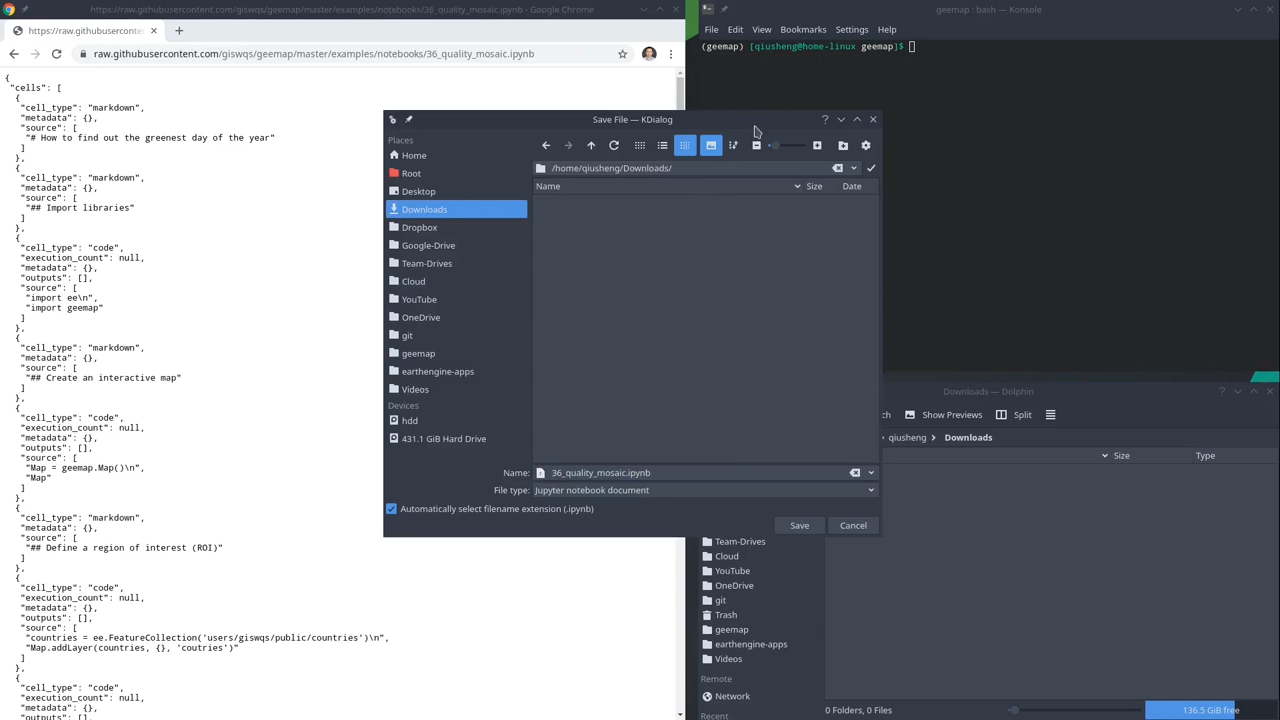 https://raw.githubusercontent.com/giswqs/geemap/master/examples/notebooks/36_quality_mosaic.ipynb - Google Chrome
https://raw.githubusercontent.c
raw.githubusercontent.com/giswqs/geemap/master/examples/notebooks/36_quality_mosaic.ipynb
{
"cells": [
{
"cell_type": "markdown",
"metadata": {},
"source": [
"# How to find out the greenest day of the year"
]
},
{
"cell_type": "markdown",
"metadata": {},
"source": [
"## Import libraries"
]
},
{
"cell_type": "code",
"execution_count": null,
"metadata": {},
"outputs": [],
"source": [
"import ee\n",
"import geemap"
]
},
{
"cell_type": "markdown",
"metadata": {},
"source": [
"## Create an interactive map"
]
},
{
"cell_type": "code",
"execution_count": null,
"metadata": {},
"outputs": [],
"source": [
"Map = geemap.Map()\n",
"Map"
]
},
{
"cell_type": "markdown",
"metadata": {},
"source": [
"## Define a region of interest (ROI)"
]
},
{
"cell_type": "code",
"execution_count": null,
"metadata": {},
"outputs": [],
"source": [
"countries = ee.FeatureCollection('users/giswqs/public/countries')\n",
"Map.addLayer(countries, {}, 'coutries')"
]
},
{
"cell_type": "code",
"execution_count": null,
"metadata": {},
"outputs": [],
geemap : bash — Konsole
File Edit View Bookmarks Settings Help
(geemap) [qiusheng@home-linux geemap]$
Save File — KDialog
Places
Home
Root
Desktop
Downloads
Dropbox
Google-Drive
Team-Drives
Cloud
YouTube
OneDrive
git
geemap
earthengine-apps
Videos
Devices
hdd
431.1 GiB Hard Drive
/home/qiusheng/Downloads/
Name Size Date
Name: 36_quality_mosaic.ipynb
File type: Jupyter notebook document
Automatically select filename extension (.ipynb)
Save Cancel
Downloads — Dolphin
ch Show Previews Split
qiusheng > Downloads
Size Type
Team-Drives
Cloud
YouTube
OneDrive
git
Trash
geemap
earthengine-apps
Videos
Remote
Network
Recent
0 Folders, 0 Files
136.5 GiB free